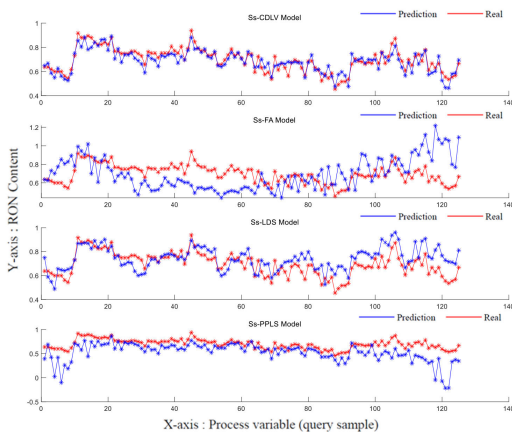 Prediction Real
Ss-CDLV Model
1
0.8
0.6
0.4
0 20 40 60 80 100 120 140
Prediction Real
Ss-FA Model
1.2
1
0.8
0.6
0 20 40 60 80 100 120 140
Prediction Real
Ss-LDS Model
1
0.8
0.6
0.4
0 20 40 60 80 100 120 140
Prediction Real
Ss-PPLS Model
1
0.5
0
-0.5
0 20 40 60 80 100 120 140
Y-axis : RON Content
X-axis : Process variable (query sample)